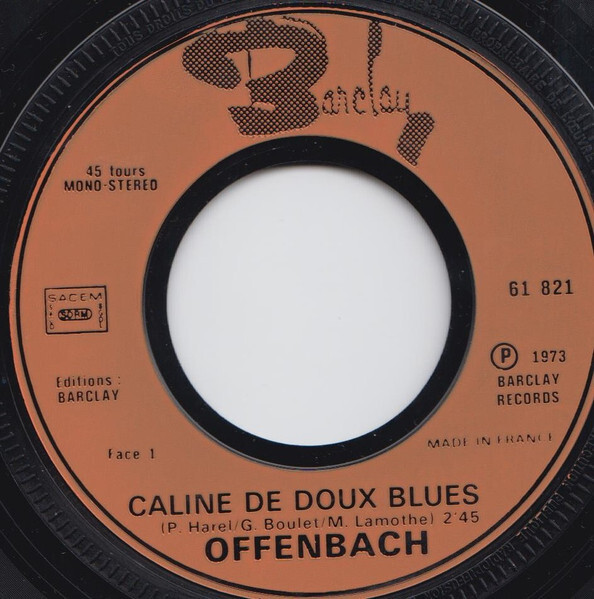 Barclay
45 tours
MONO-STEREO
61 821
SACEM
SDRM
Ⓟ 1973
BARCLAY
RECORDS
Editions :
BARCLAY
MADE IN FRANCE
Face 1
CALINE DE DOUX BLUES
(P. Harel/G. Boulet/M. Lamothe) 2'45
OFFENBACH